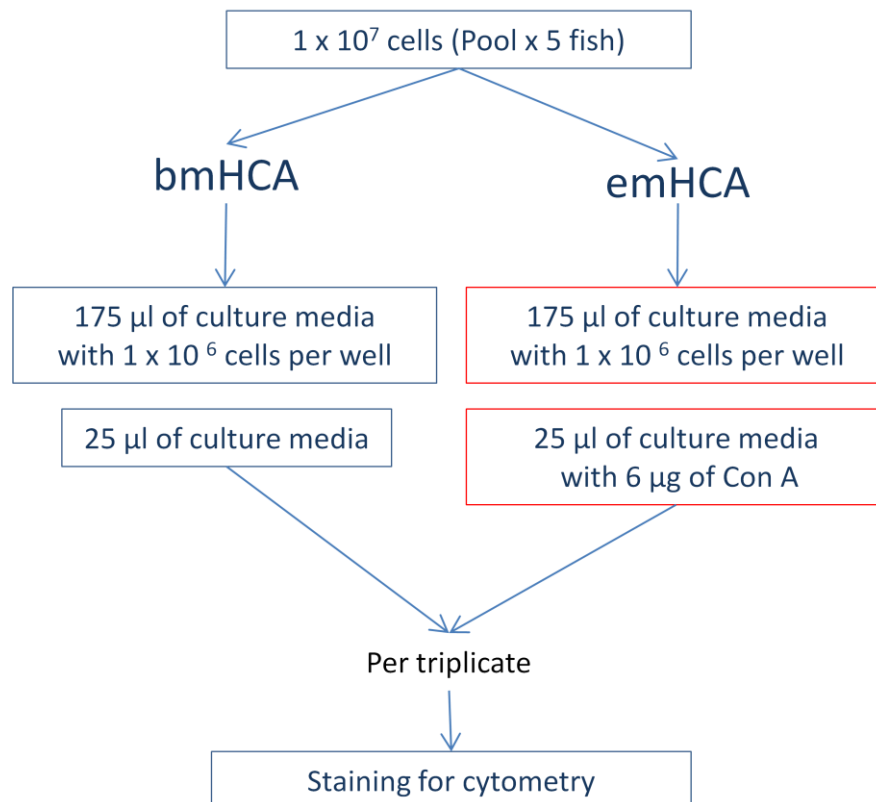 1 x 10⁷ cells (Pool x 5 fish)
bmHCA
emHCA
175 µl of culture media
with 1 x 10 ⁶ cells per well
175 µl of culture media
with 1 x 10 ⁶ cells per well
25 µl of culture media
25 µl of culture media
with 6 µg of Con A
Per triplicate
Staining for cytometry